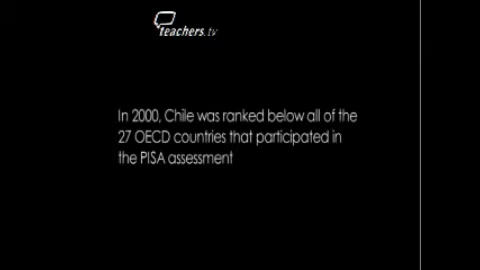 teachers.tv
In 2000, Chile was ranked below all of the
27 OECD countries that participated in
the PISA assessment